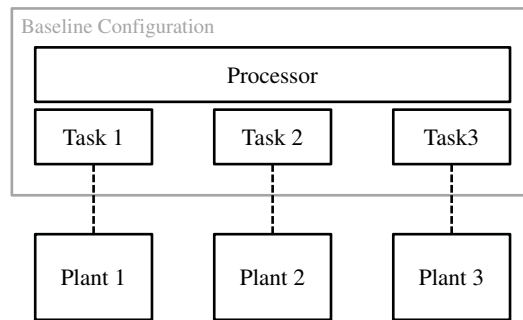 Baseline Configuration
Processor
Task 1 Task 2 Task3
Plant 1 Plant 2 Plant 3